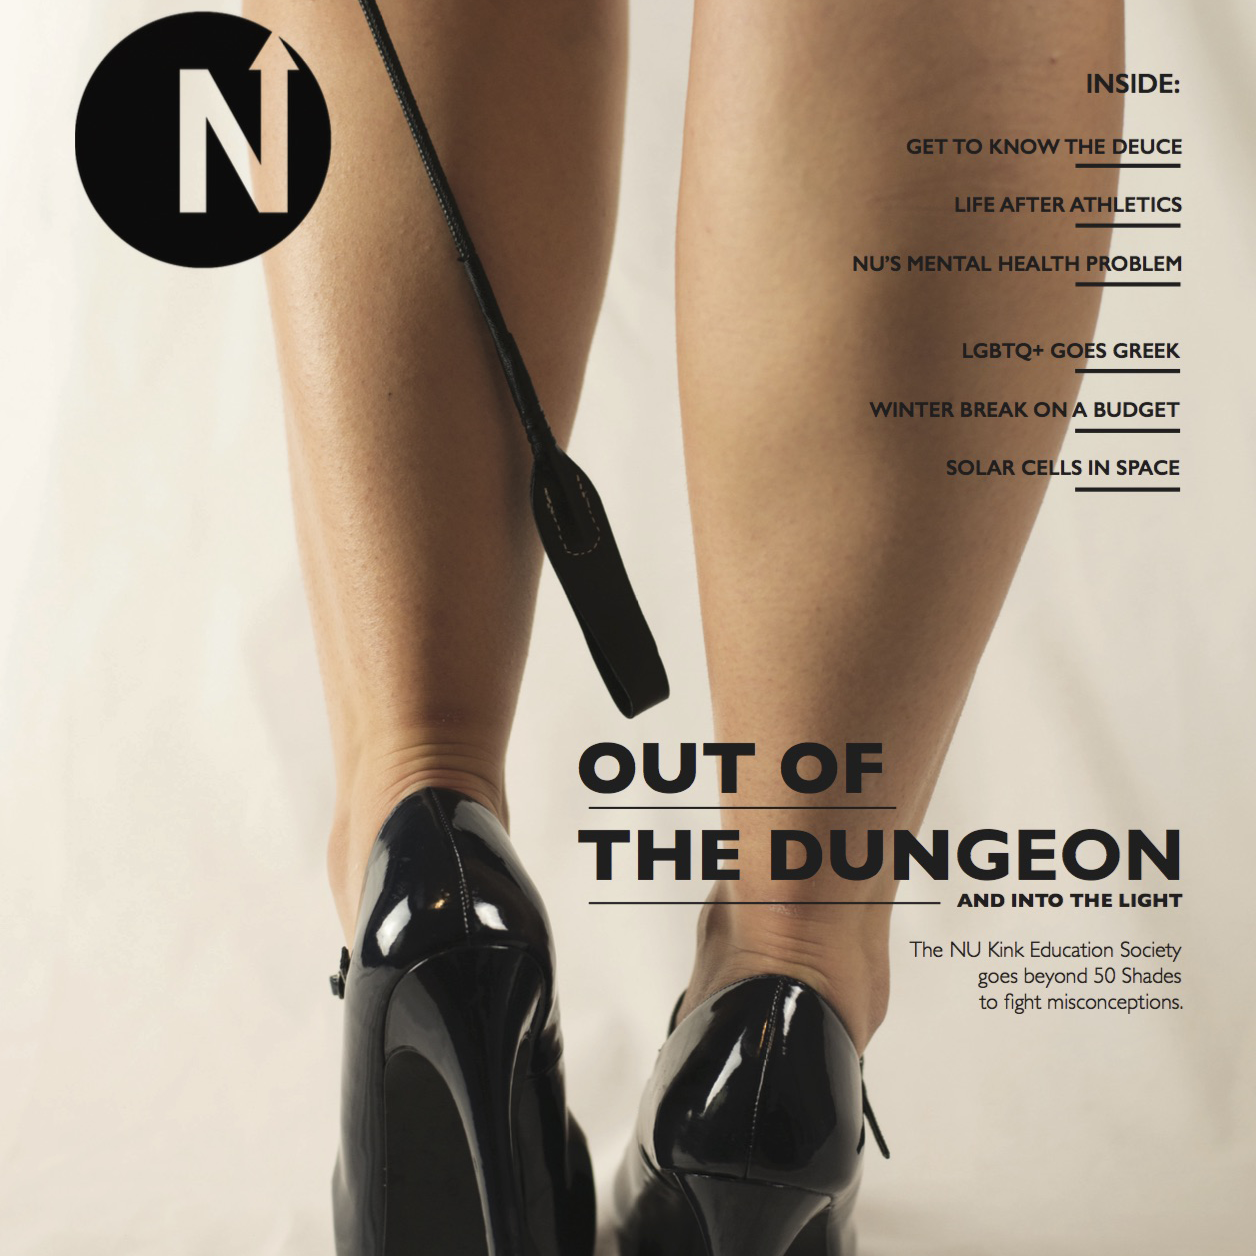 N
INSIDE:
GET TO KNOW THE DEUCE
LIFE AFTER ATHLETICS
NU’S MENTAL HEALTH PROBLEM
LGBTQ+ GOES GREEK
WINTER BREAK ON A BUDGET
SOLAR CELLS IN SPACE
OUT OF
THE DUNGEON
AND INTO THE LIGHT
The NU Kink Education Society
goes beyond 50 Shades
to fight misconceptions.